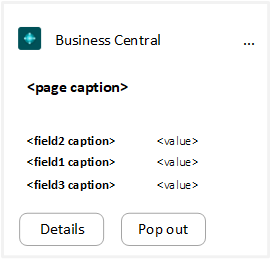 Business Central ...
<page caption>
<field2 caption> <value>
<field1 caption> <value>
<field3 caption> <value>
Details Pop out